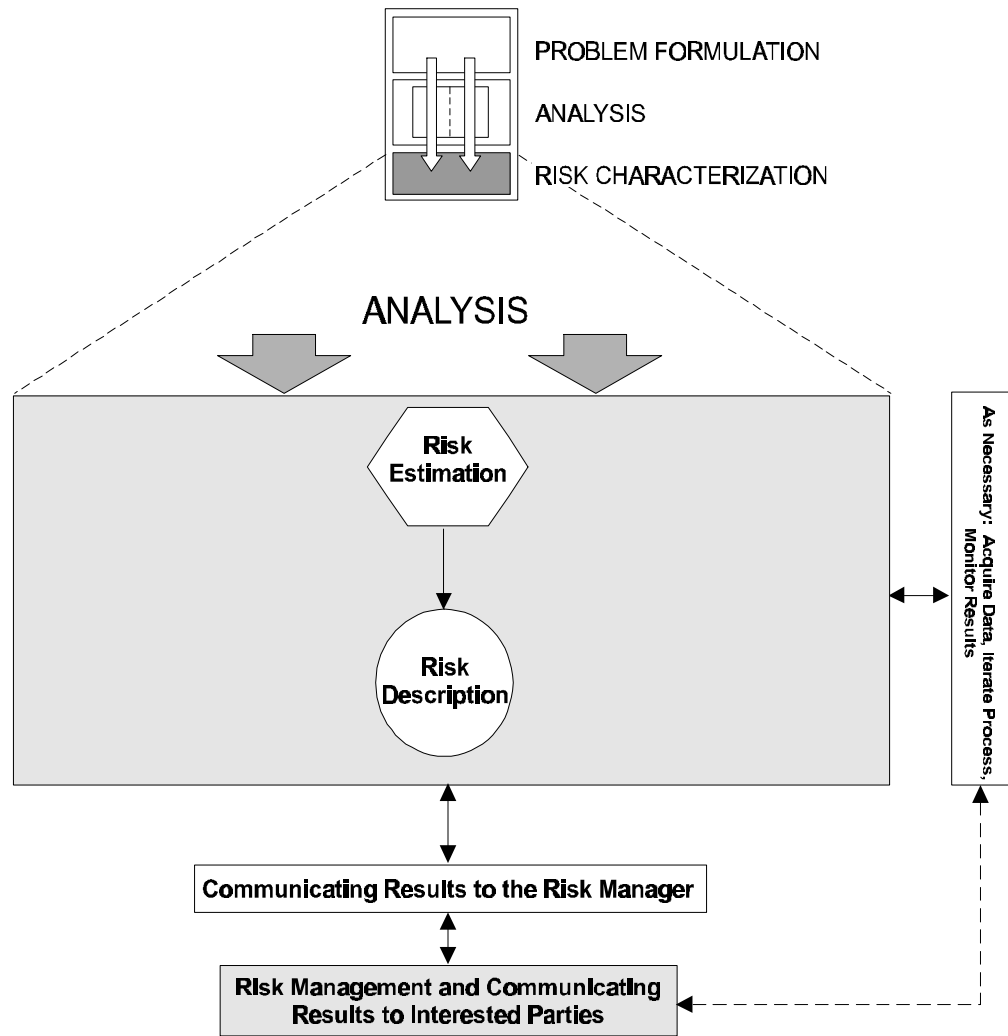 PROBLEM FORMULATION
ANALYSIS
RISK CHARACTERIZATION
ANALYSIS
Risk
Estimation
Risk
Description
As Necessary: Acquire Data, Iterate Process,
Monitor Results
Communicating Results to the Risk Manager
Risk Management and Communicating
Results to Interested Parties